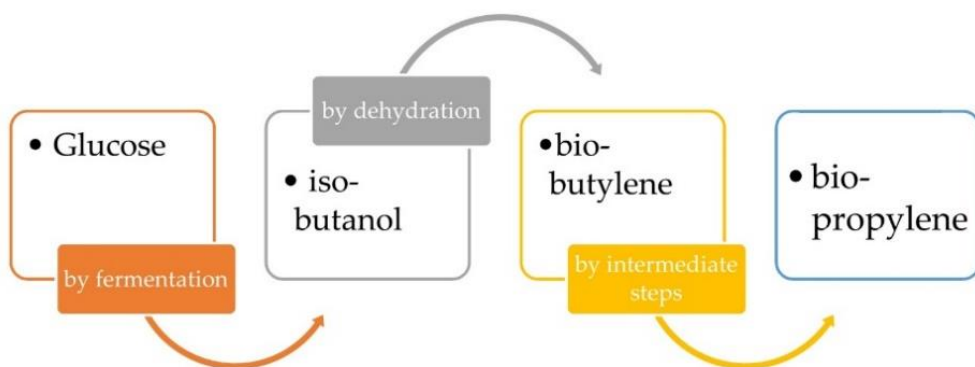 • Glucose
by fermentation
by dehydration
• iso-
butanol
•bio-
butylene
by intermediate
steps
• bio-
propylene